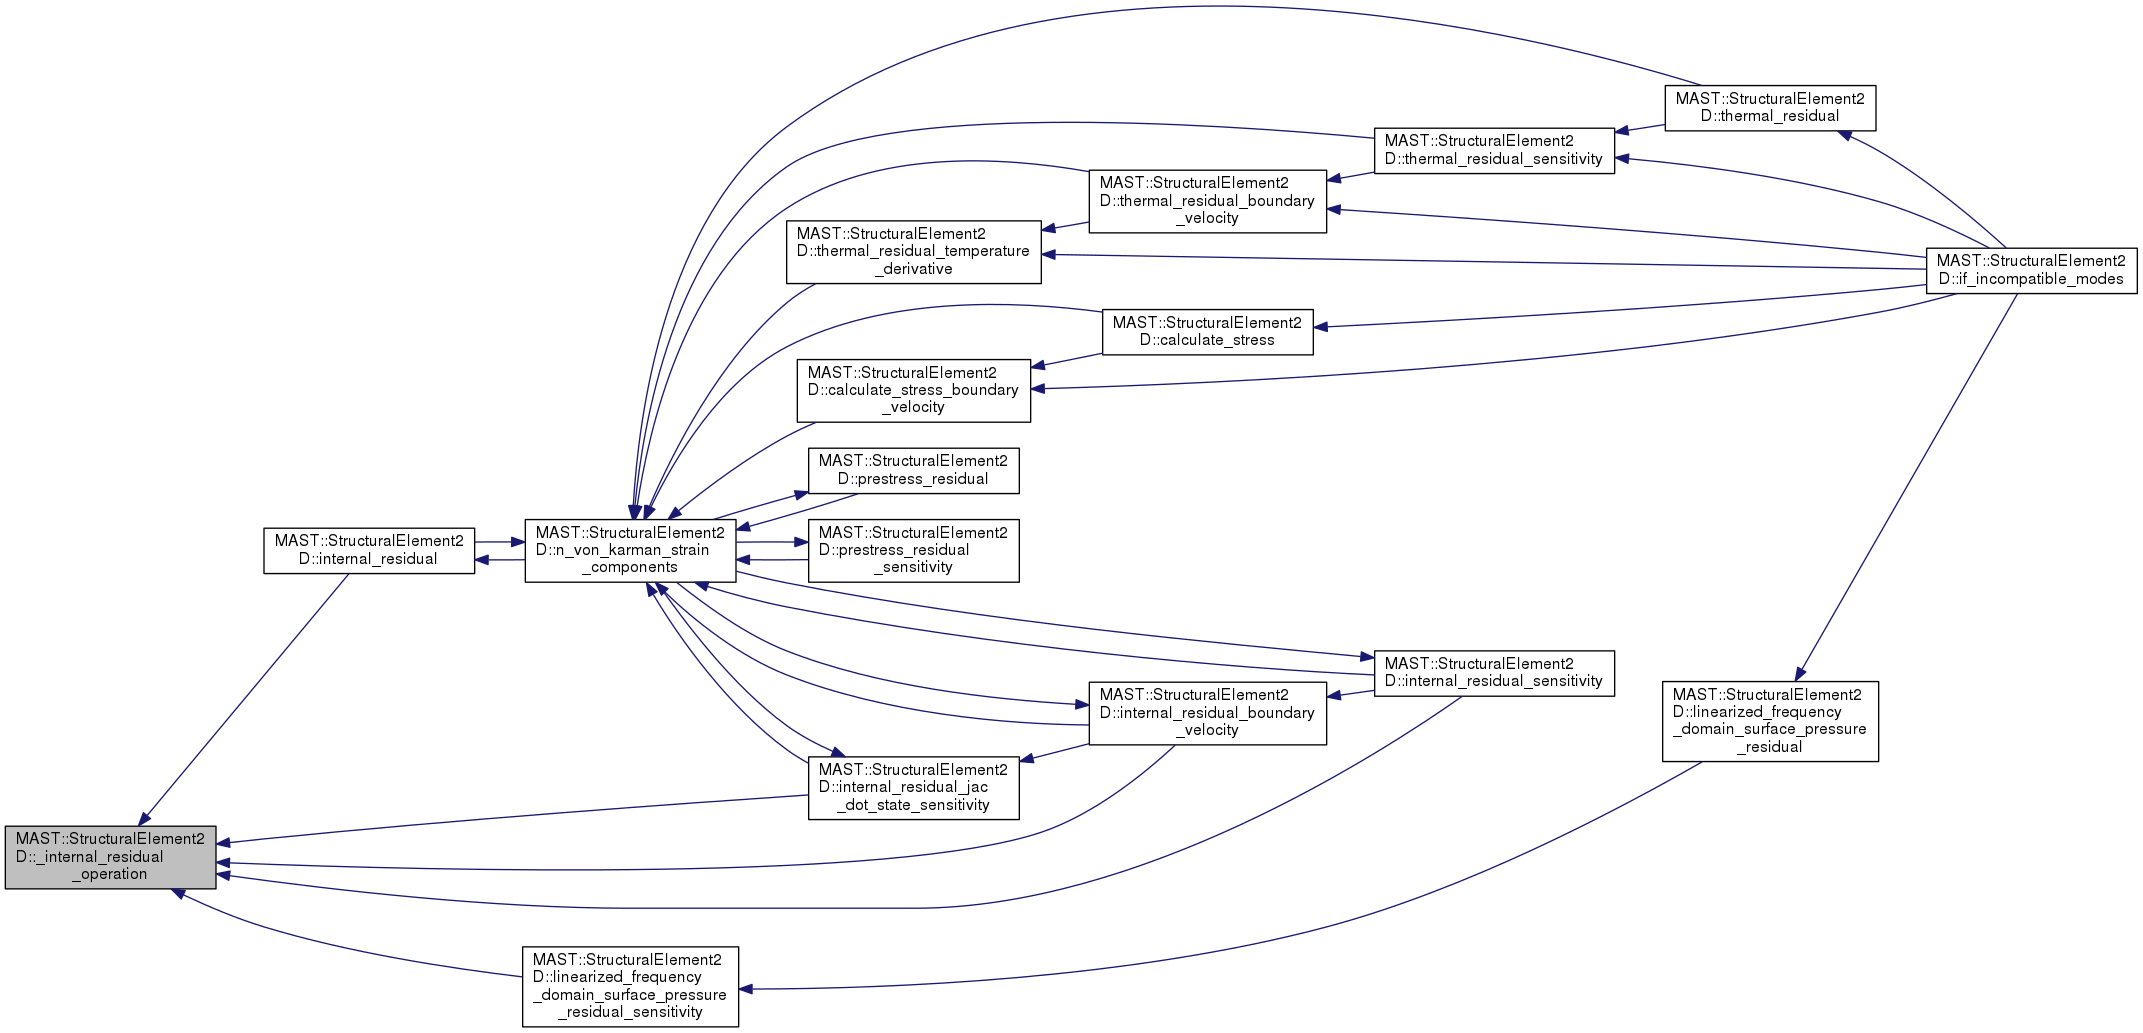 MAST::StructuralElement2
D::thermal_residual
MAST::StructuralElement2
D::thermal_residual_sensitivity
MAST::StructuralElement2
D::thermal_residual_boundary
_velocity
MAST::StructuralElement2
D::thermal_residual_temperature
_derivative
MAST::StructuralElement2
D::if_incompatible_modes
MAST::StructuralElement2
D::calculate_stress
MAST::StructuralElement2
D::calculate_stress_boundary
_velocity
MAST::StructuralElement2
D::prestress_residual
MAST::StructuralElement2
D::internal_residual
MAST::StructuralElement2
D::n_von_karman_strain
_components
MAST::StructuralElement2
D::prestress_residual
_sensitivity
MAST::StructuralElement2
D::internal_residual_sensitivity
MAST::StructuralElement2
D::internal_residual_boundary
_velocity
MAST::StructuralElement2
D::linearized_frequency
_domain_surface_pressure
_residual
MAST::StructuralElement2
D::internal_residual_jac
_dot_state_sensitivity
MAST::StructuralElement2
D::_internal_residual
_operation
MAST::StructuralElement2
D::linearized_frequency
_domain_surface_pressure
_residual_sensitivity